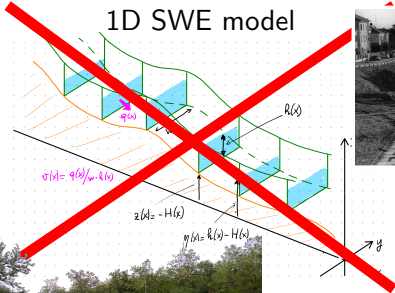 1D SWE model
q(x)
h(x)
v(x) = q(x)/w·h(x)
z(x) = -H(x)
η(x) = h(x) - H(x)
y